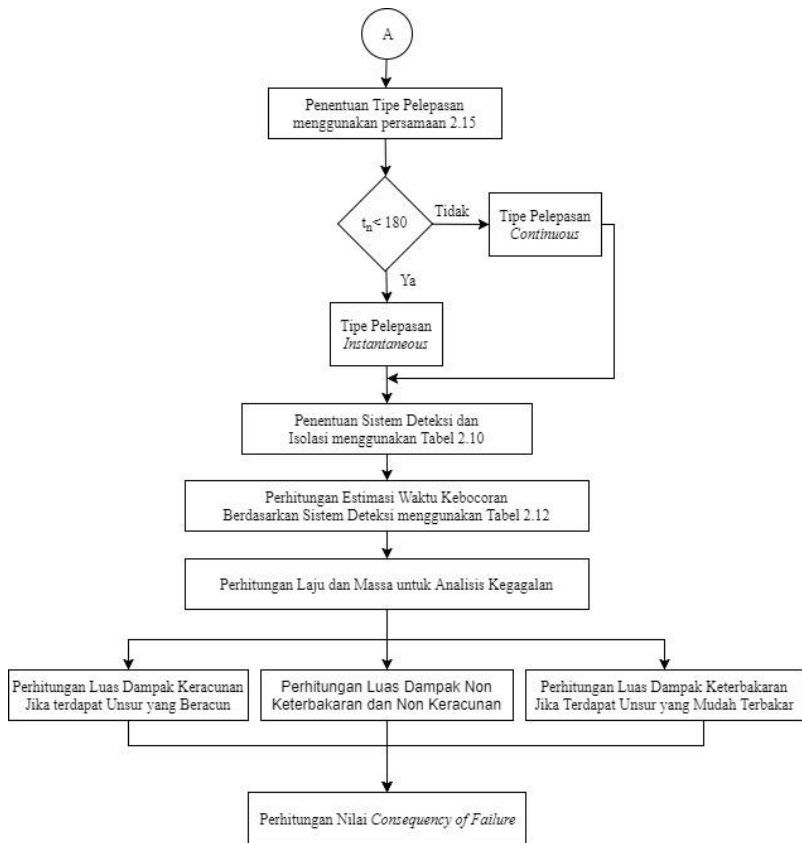 A
Penentuan Tipe Pelepasan
menggunakan persamaan 2.15
tn< 180
Tidak
Tipe Pelepasan
Continuous
Ya
Tipe Pelepasan
Instantaneous
Penentuan Sistem Deteksi dan
Isolasi menggunakan Tabel 2.10
Perhitungan Estimasi Waktu Kebocoran
Berdasarkan Sistem Deteksi menggunakan Tabel 2.12
Perhitungan Laju dan Massa untuk Analisis Kegagalan
Perhitungan Luas Dampak Keracunan
Jika terdapat Unsur yang Beracun
Perhitungan Luas Dampak Non
Keterbakaran dan Non Keracunan
Perhitungan Luas Dampak Keterbakaran
Jika Terdapat Unsur yang Mudah Terbakar
Perhitungan Nilai Consequency of Failure